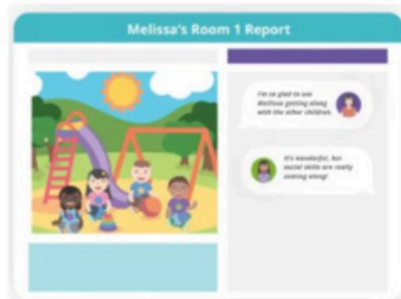 Melissa's Room 1 Report
I'm so glad to see
Melissa getting along
with the other children.
It's wonderful, her
social skills are really
coming along!